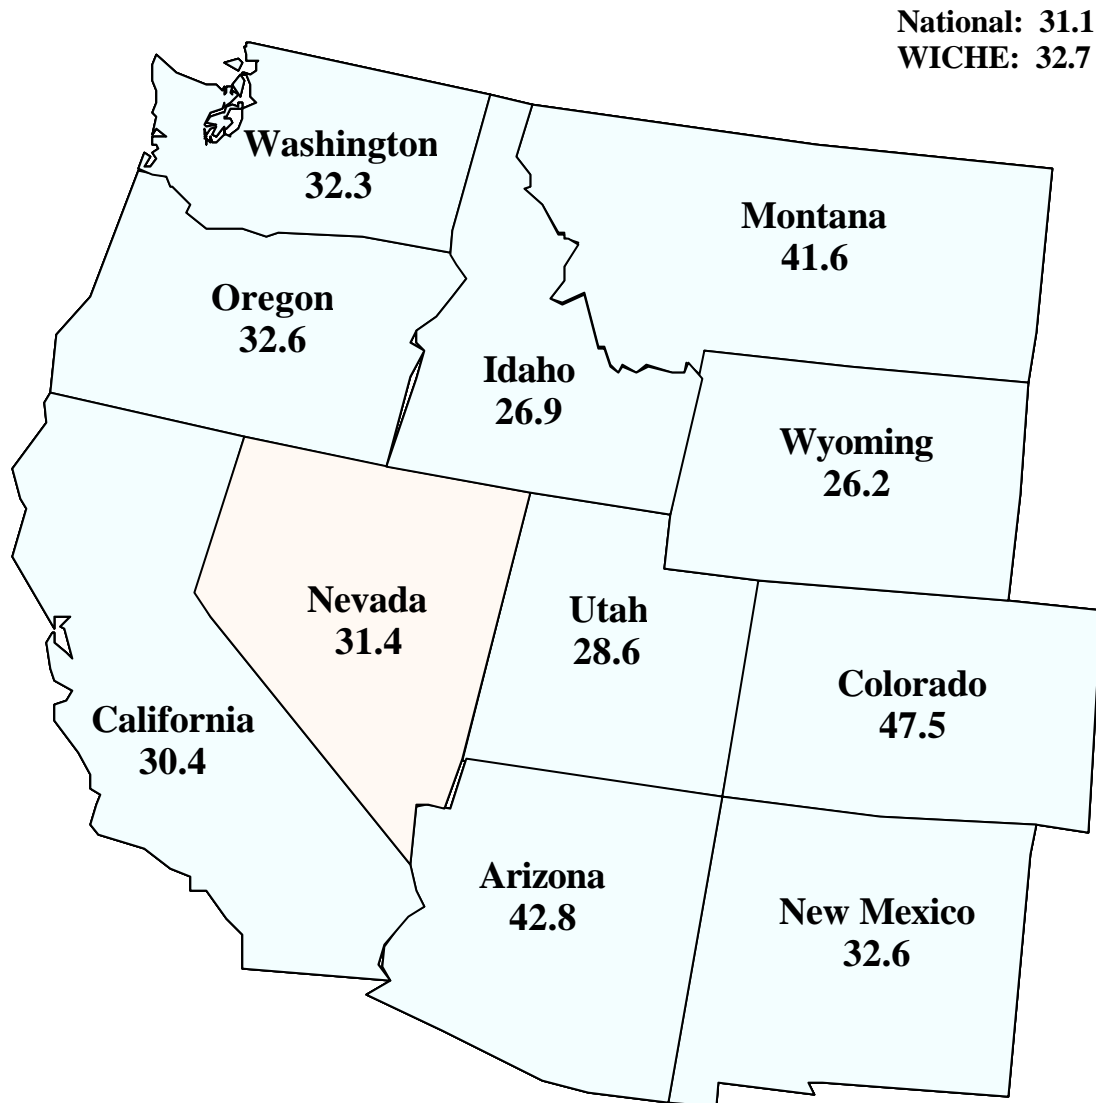 National: 31.1
WICHE: 32.7
Washington
32.3
Montana
41.6
Oregon
32.6
Idaho
26.9
Wyoming
26.2
Nevada
31.4
Utah
28.6
Colorado
47.5
California
30.4
Arizona
42.8
New Mexico
32.6